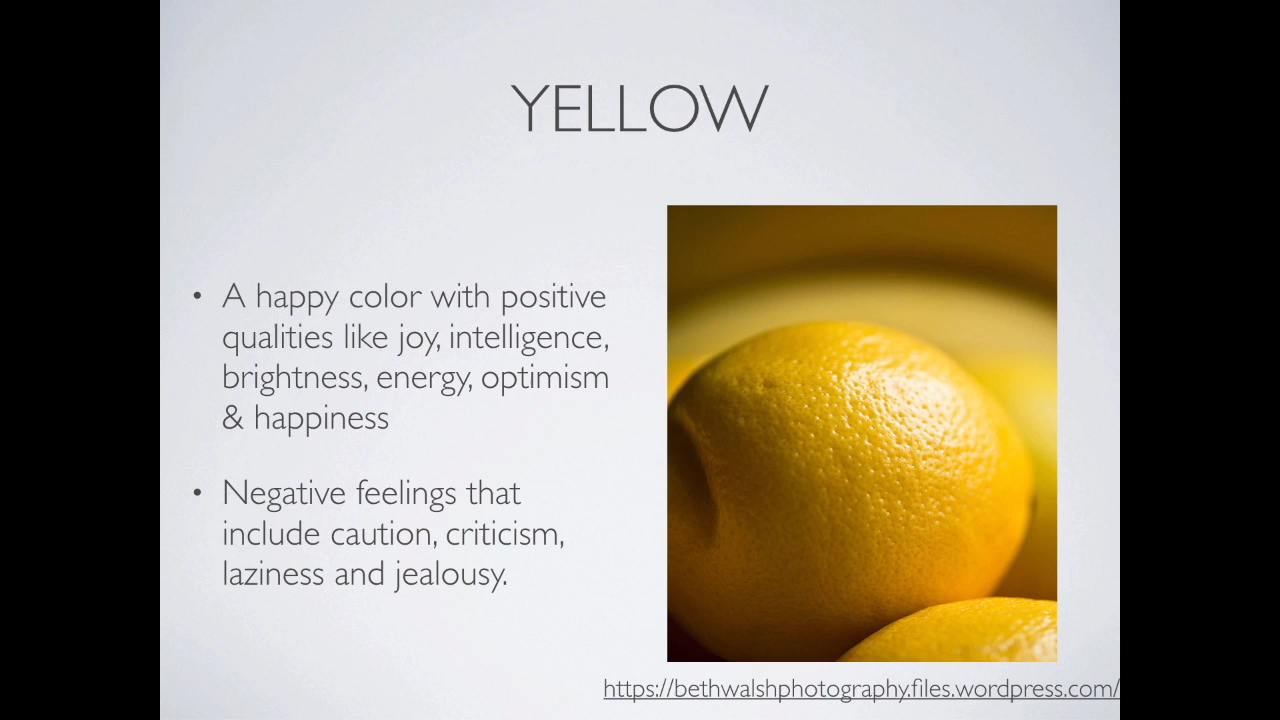 YELLOW
• A happy color with positive
qualities like joy, intelligence,
brightness, energy, optimism
& happiness
• Negative feelings that
include caution, criticism,
laziness and jealousy.
https://bethwalshphotography.files.wordpress.com/